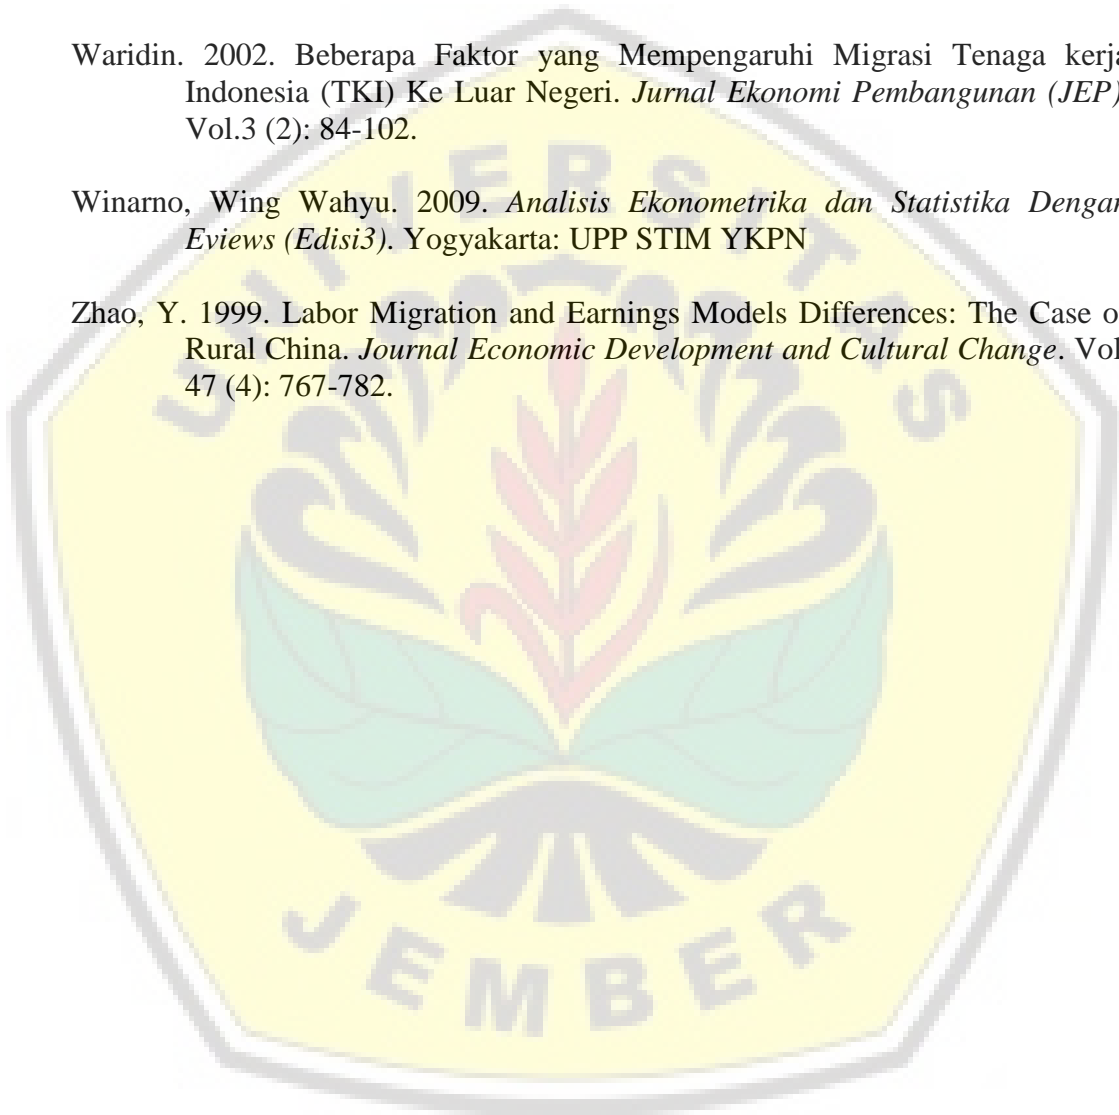 Waridin. 2002. Beberapa Faktor yang Mempengaruhi Migrasi Tenaga kerja
Indonesia (TKI) Ke Luar Negeri. Jurnal Ekonomi Pembangunan (JEP)
Vol.3 (2): 84-102.
Winarno, Wing Wahyu. 2009. Analisis Ekonometrika dan Statistika Dengan
Eviews (Edisi3). Yogyakarta: UPP STIM YKPN
Zhao, Y. 1999. Labor Migration and Earnings Models Differences: The Case o
Rural China. Journal Economic Development and Cultural Change. Vol
47 (4): 767-782.
UNIVERSITAS
JEMBER